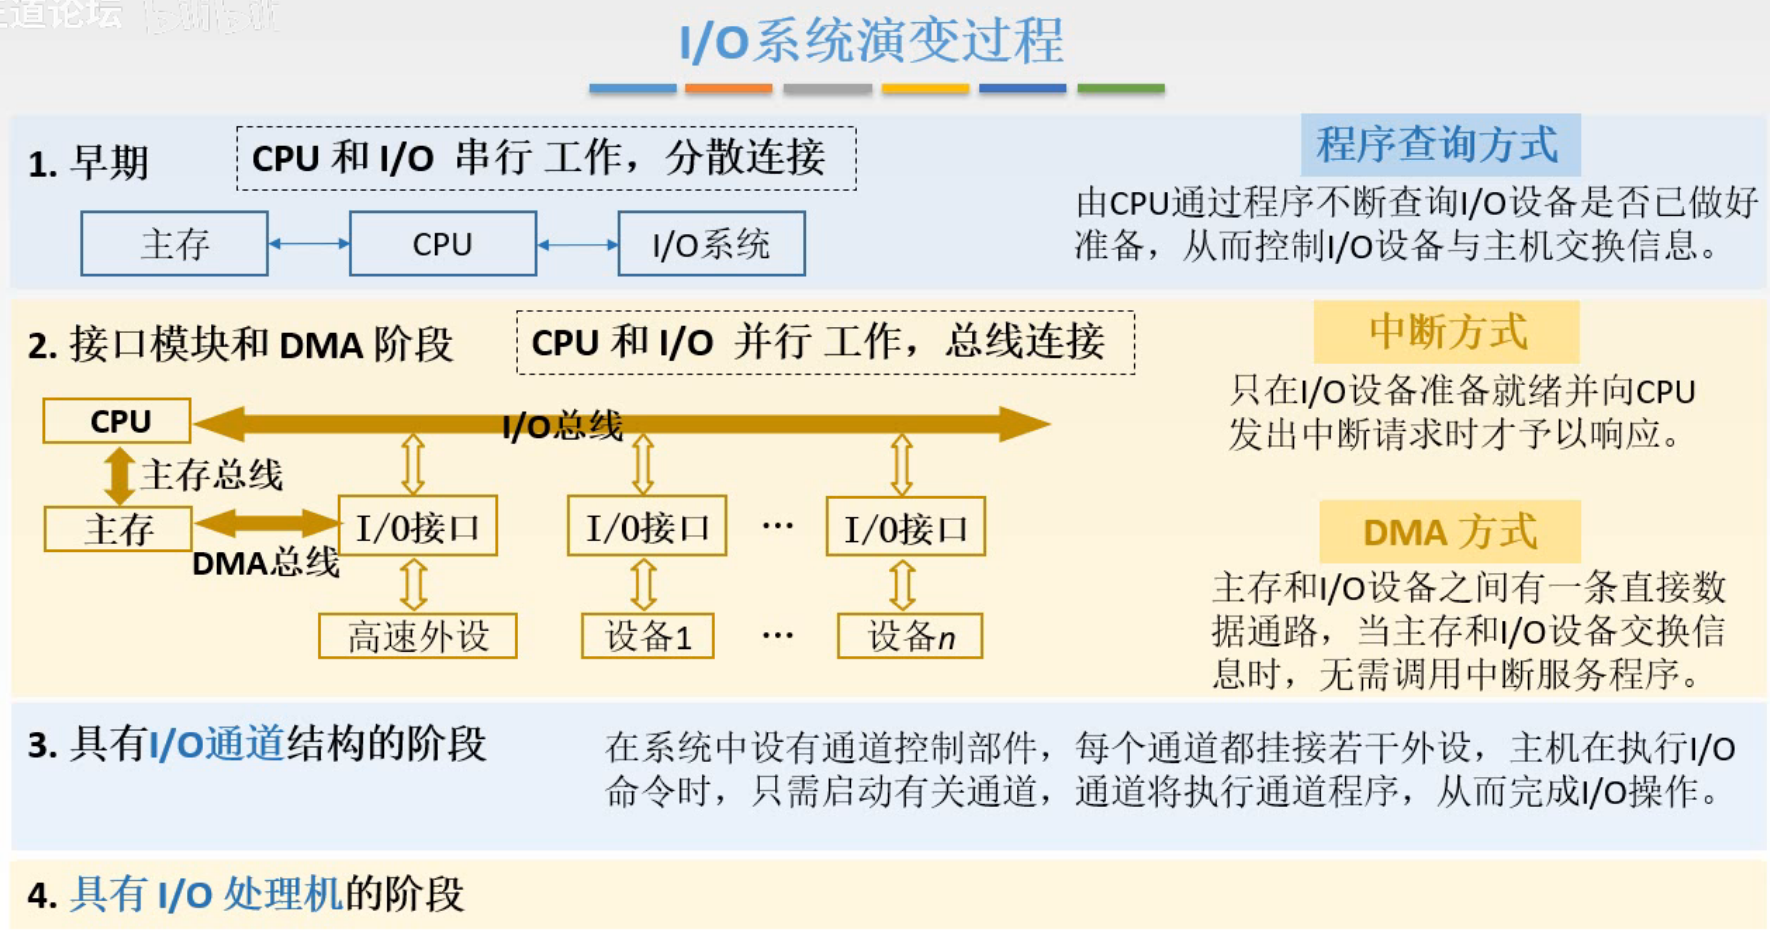 道论坛 bilibili
I/O系统演变过程
1. 早期
CPU 和 I/O 串行 工作，分散连接
程序查询方式
由CPU通过程序不断查询I/O设备是否已做好
准备，从而控制I/O设备与主机交换信息。
主存
CPU
I/O系统
2. 接口模块和 DMA 阶段
CPU 和 I/O 并行 工作，总线连接
中断方式
只在I/O设备准备就绪并向CPU
发出中断请求时才予以响应。
CPU
I/O总线
主存总线
主存
DMA总线
I/O接口
I/O接口
...
I/O接口
高速外设
设备1
...
设备n
DMA 方式
主存和I/O设备之间有一条直接数
据通路，当主存和I/O设备交换信
息时，无需调用中断服务程序。
3. 具有I/O通道结构的阶段
在系统中设有通道控制部件，每个通道都挂接若干外设，主机在执行I/O
命令时，只需启动有关通道，通道将执行通道程序，从而完成I/O操作。
4. 具有 I/O 处理机的阶段